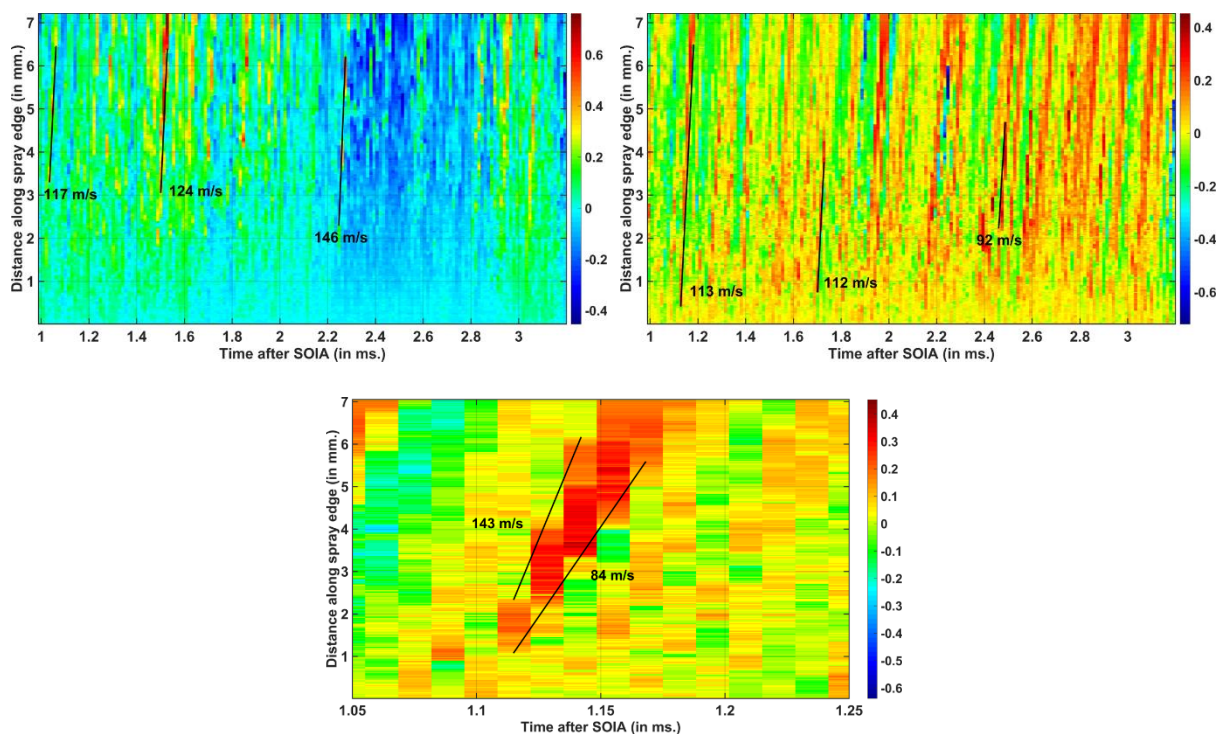 7
6
5
4
3
2
1
Distance along spray edge (in mm.)
117 m/s
124 m/s
146 m/s
1 1.2 1.4 1.6 1.8 2 2.2 2.4 2.6 2.8 3
Time after SOIA (in ms.)
0.6
0.4
0.2
0
-0.2
-0.4
7
6
5
4
3
2
1
Distance along spray edge (in mm.)
92 m/s
112 m/s
113 m/s
1 1.2 1.4 1.6 1.8 2 2.2 2.4 2.6 2.8 3
Time after SOIA (in ms.)
0.4
0.2
0
-0.2
-0.4
-0.6
7
6
5
4
3
2
1
Distance along spray edge (in mm.)
143 m/s
84 m/s
1.05 1.1 1.15 1.2 1.25
Time after SOIA (in ms.)
0.4
0.3
0.2
0.1
0
-0.1
-0.2
-0.3
-0.4
-0.5
-0.6